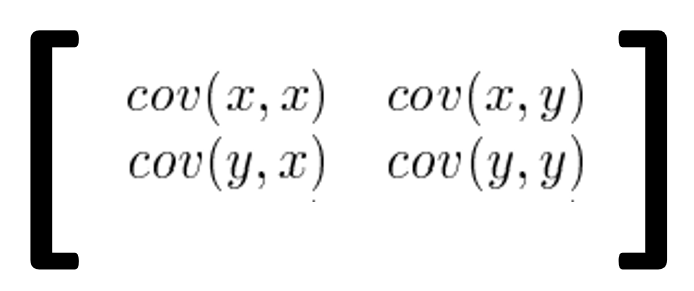 cov(x, x) cov(x, y)
cov(y, x) cov(y, y)